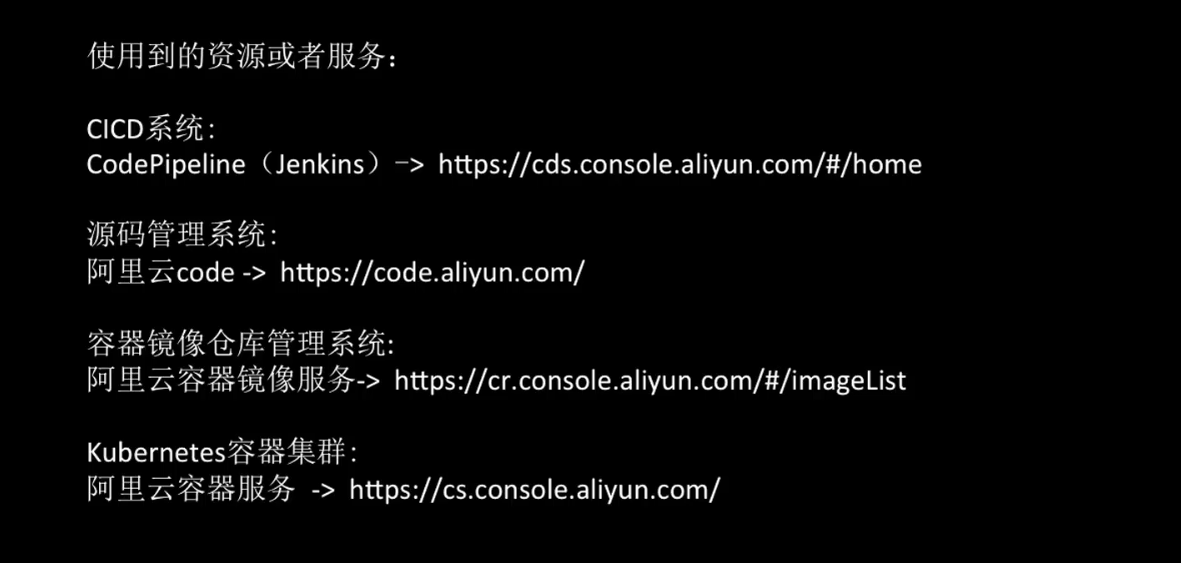 使用到的资源或者服务：
CICD系统:
CodePipeline（Jenkins）-> https://cds.console.aliyun.com/#/home
源码管理系统:
阿里云code -> https://code.aliyun.com/
容器镜像仓库管理系统:
阿里云容器镜像服务-> https://cr.console.aliyun.com/#/imageList
Kubernetes容器集群:
阿里云容器服务 -> https://cs.console.aliyun.com/